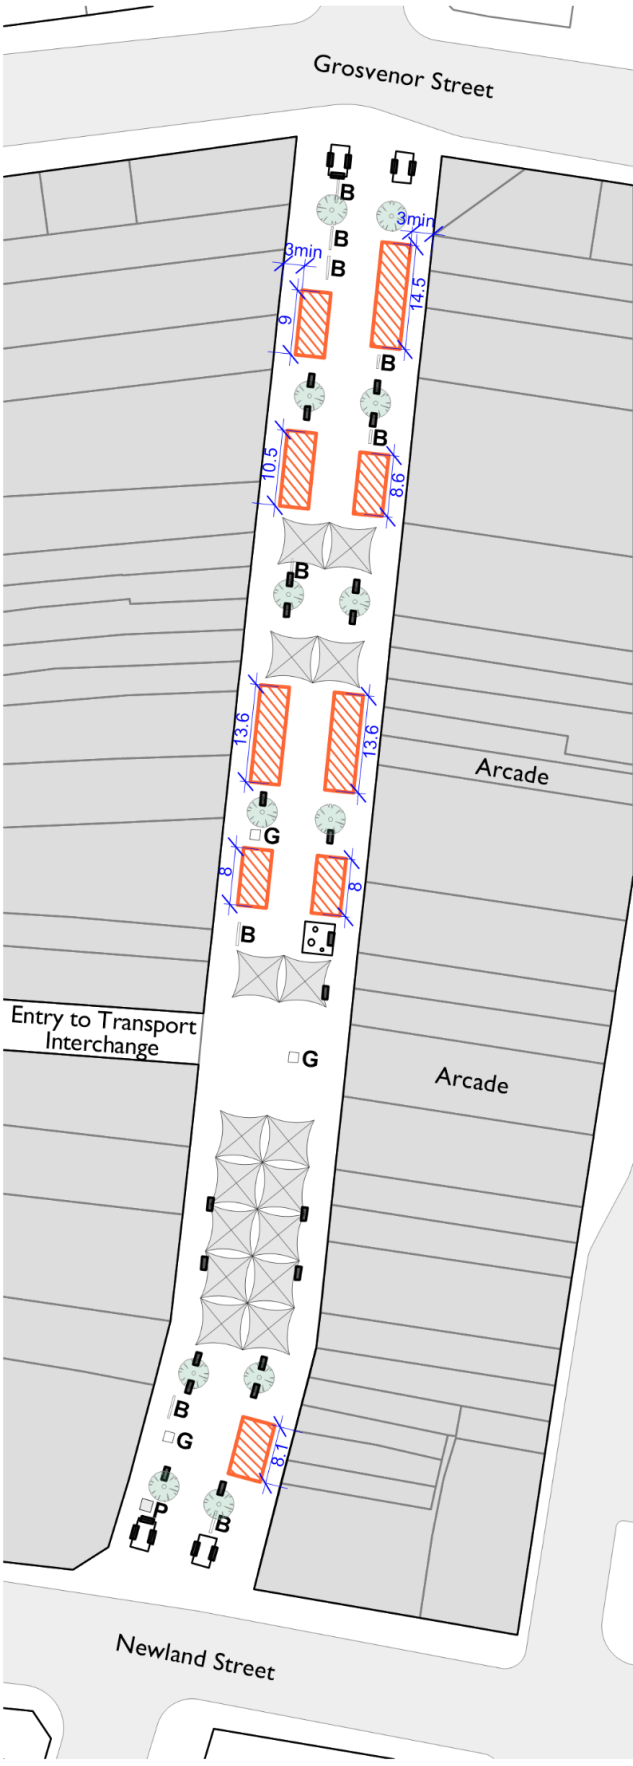 Grosvenor Street
B
3min
B
3min
B
14.5
9
B
B
10.5
8.6
B
13.6
13.6
Arcade
G
8
8
B
Entry to Transport
Interchange
G
Arcade
B
G
8.1
P
B
Newland Street